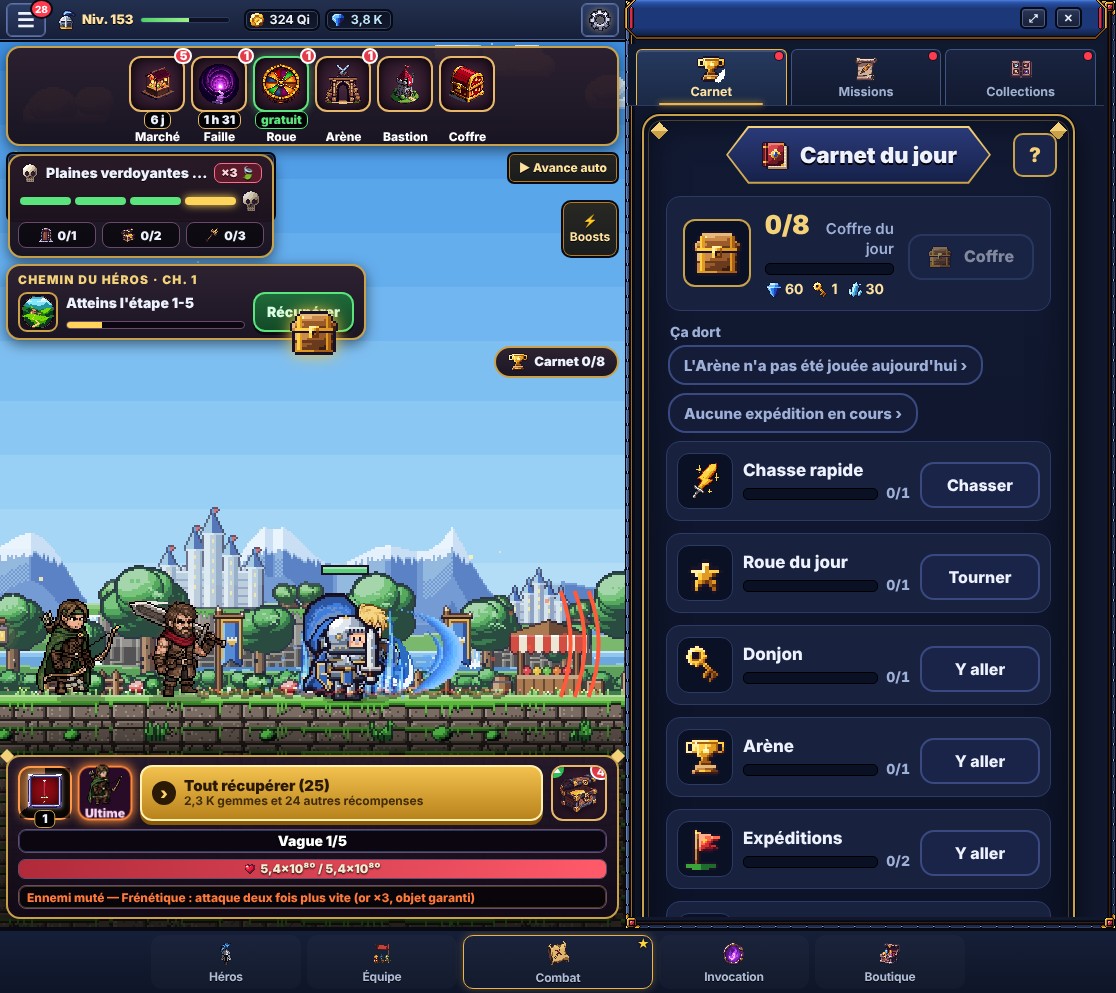 28
Niv. 153
324 Qi
3,8 K
5
1
1
1
6 j
1 h 31
gratuit
Marché
Faille
Roue
Arène
Bastion
Coffre
Plaines verdoyantes ...
×3
0/1
0/2
0/3
Avance auto
Boosts
CHEMIN DU HÉROS · CH. 1
Atteins l'étape 1-5
Récupérer
Carnet 0/8
Tout récupérer (25)
2,3 K gemmes et 24 autres récompenses
1
Ultime
4
Vague 1/5
5,4×10⁸⁰ / 5,4×10⁸⁰
Ennemi muté — Frénétique : attaque deux fois plus vite (or ×3, objet garanti)
Carnet
Missions
Collections
Carnet du jour
?
0/8
Coffre du
jour
60
1
30
Coffre
Ça dort
L'Arène n'a pas été jouée aujourd'hui ›
Aucune expédition en cours ›
Chasse rapide
0/1
Chasser
Roue du jour
0/1
Tourner
Donjon
0/1
Y aller
Arène
0/1
Y aller
Expéditions
0/2
Y aller
Héros
Équipe
Combat
Invocation
Boutique